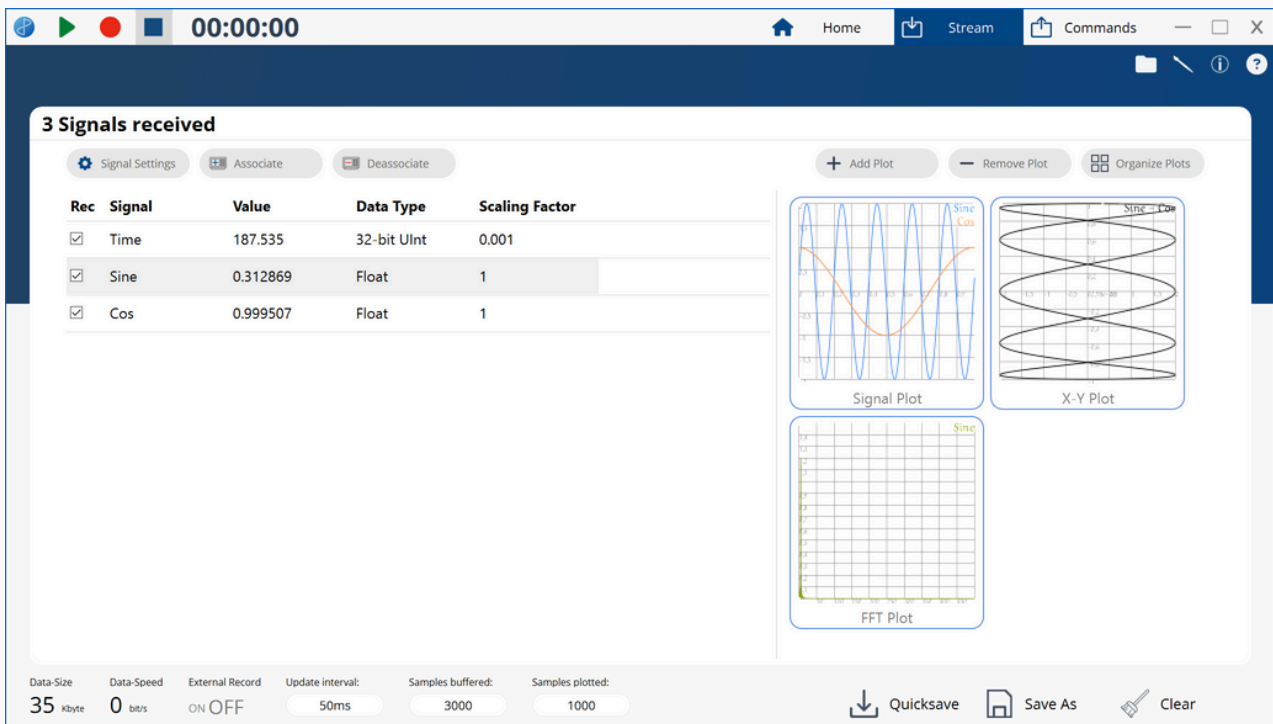 00:00:00
Home
Stream
Commands
3 Signals received
Signal Settings
Associate
Deassociate
Add Plot
Remove Plot
Organize Plots
Rec Signal Value Data Type Scaling Factor
Time 187.535 32-bit UInt 0.001
Sine 0.312869 Float 1
Cos 0.999507 Float 1
Sine
Cos
Signal Plot
Sine - Cos
X-Y Plot
Sine
FFT Plot
Data-Size
35 Kbyte
Data-Speed
0 bit/s
External Record
ON OFF
Update interval:
50ms
Samples buffered:
3000
Samples plotted:
1000
Quicksave
Save As
Clear